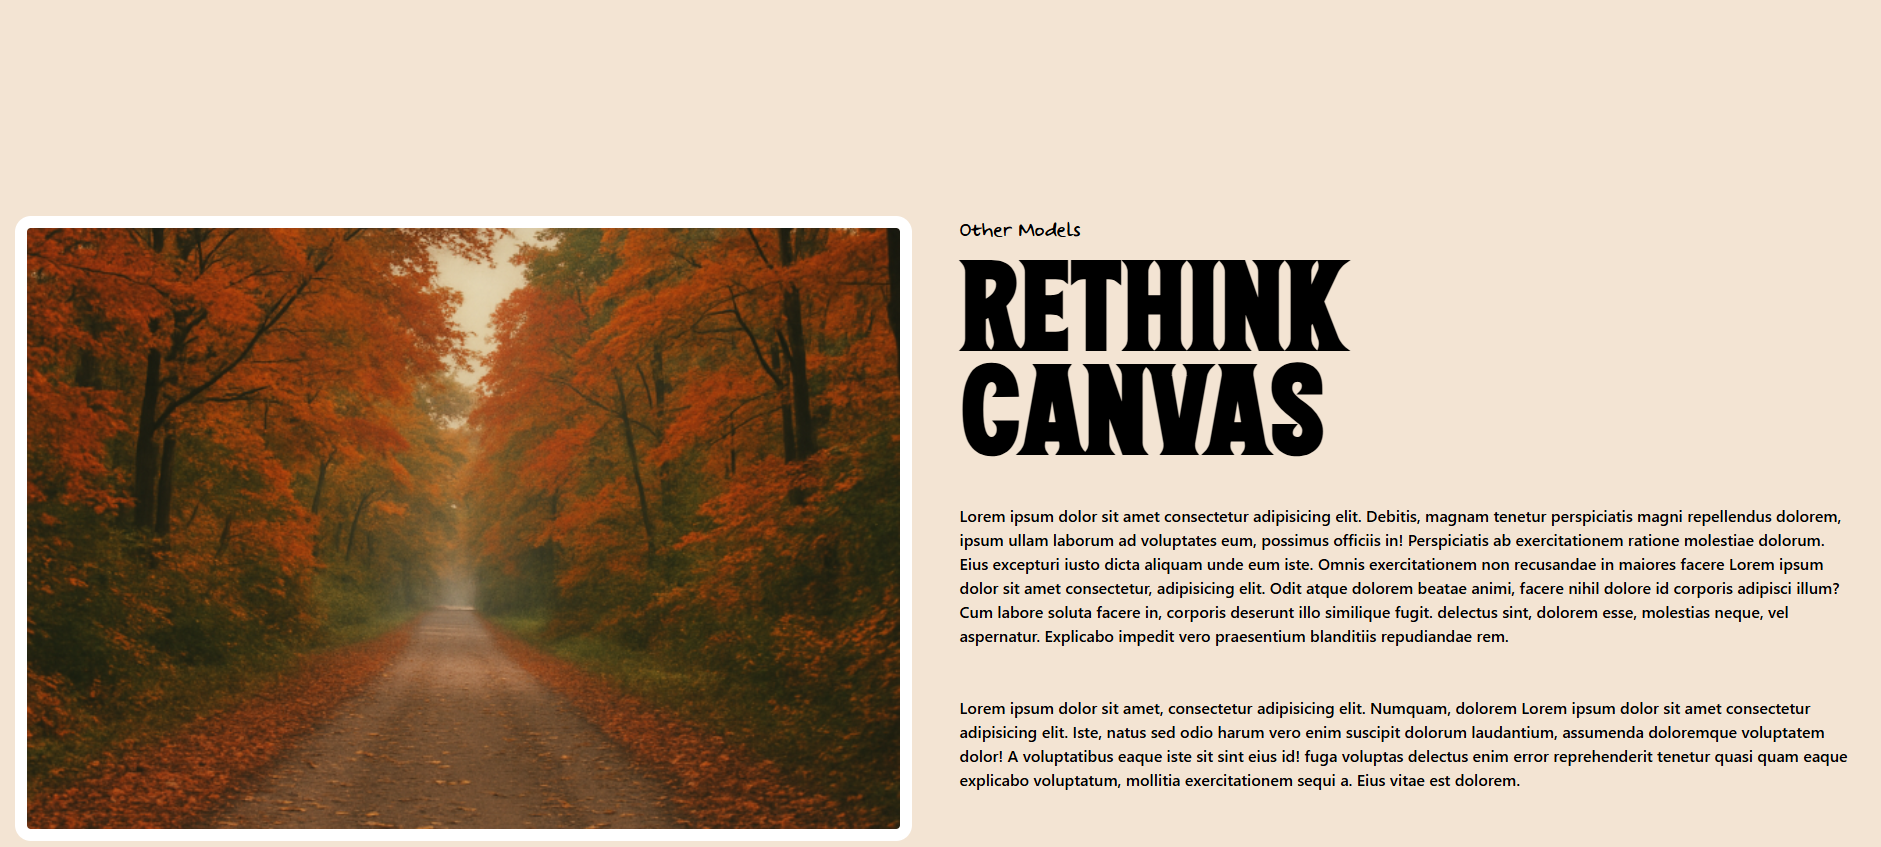 Other Models
RETHINK
CANVAS
Lorem ipsum dolor sit amet consectetur adipisicing elit. Debitis, magnam tenetur perspiciatis magni repellendus dolorem,
ipsum ullam laborum ad voluptates eum, possimus officiis in! Perspiciatis ab exercitationem ratione molestiae dolorum.
Eius excepturi iusto dicta aliquam unde eum iste. Omnis exercitationem non recusandae in maiores facere Lorem ipsum
dolor sit amet consectetur, adipisicing elit. Odit atque dolorem beatae animi, facere nihil dolore id corporis adipisci illum?
Cum labore soluta facere in, corporis deserunt illo similique fugit. delectus sint, dolorem esse, molestias neque, vel
aspernatur. Explicabo impedit vero praesentium blanditiis repudiandae rem.
Lorem ipsum dolor sit amet, consectetur adipisicing elit. Numquam, dolorem Lorem ipsum dolor sit amet consectetur
adipisicing elit. Iste, natus sed odio harum vero enim suscipit dolorum laudantium, assumenda doloremque voluptatem
dolor! A voluptatibus eaque iste sit sint eius id! fuga voluptas delectus enim error reprehenderit tenetur quasi quam eaque
explicabo voluptatum, mollitia exercitationem sequi a. Eius vitae est dolorem.